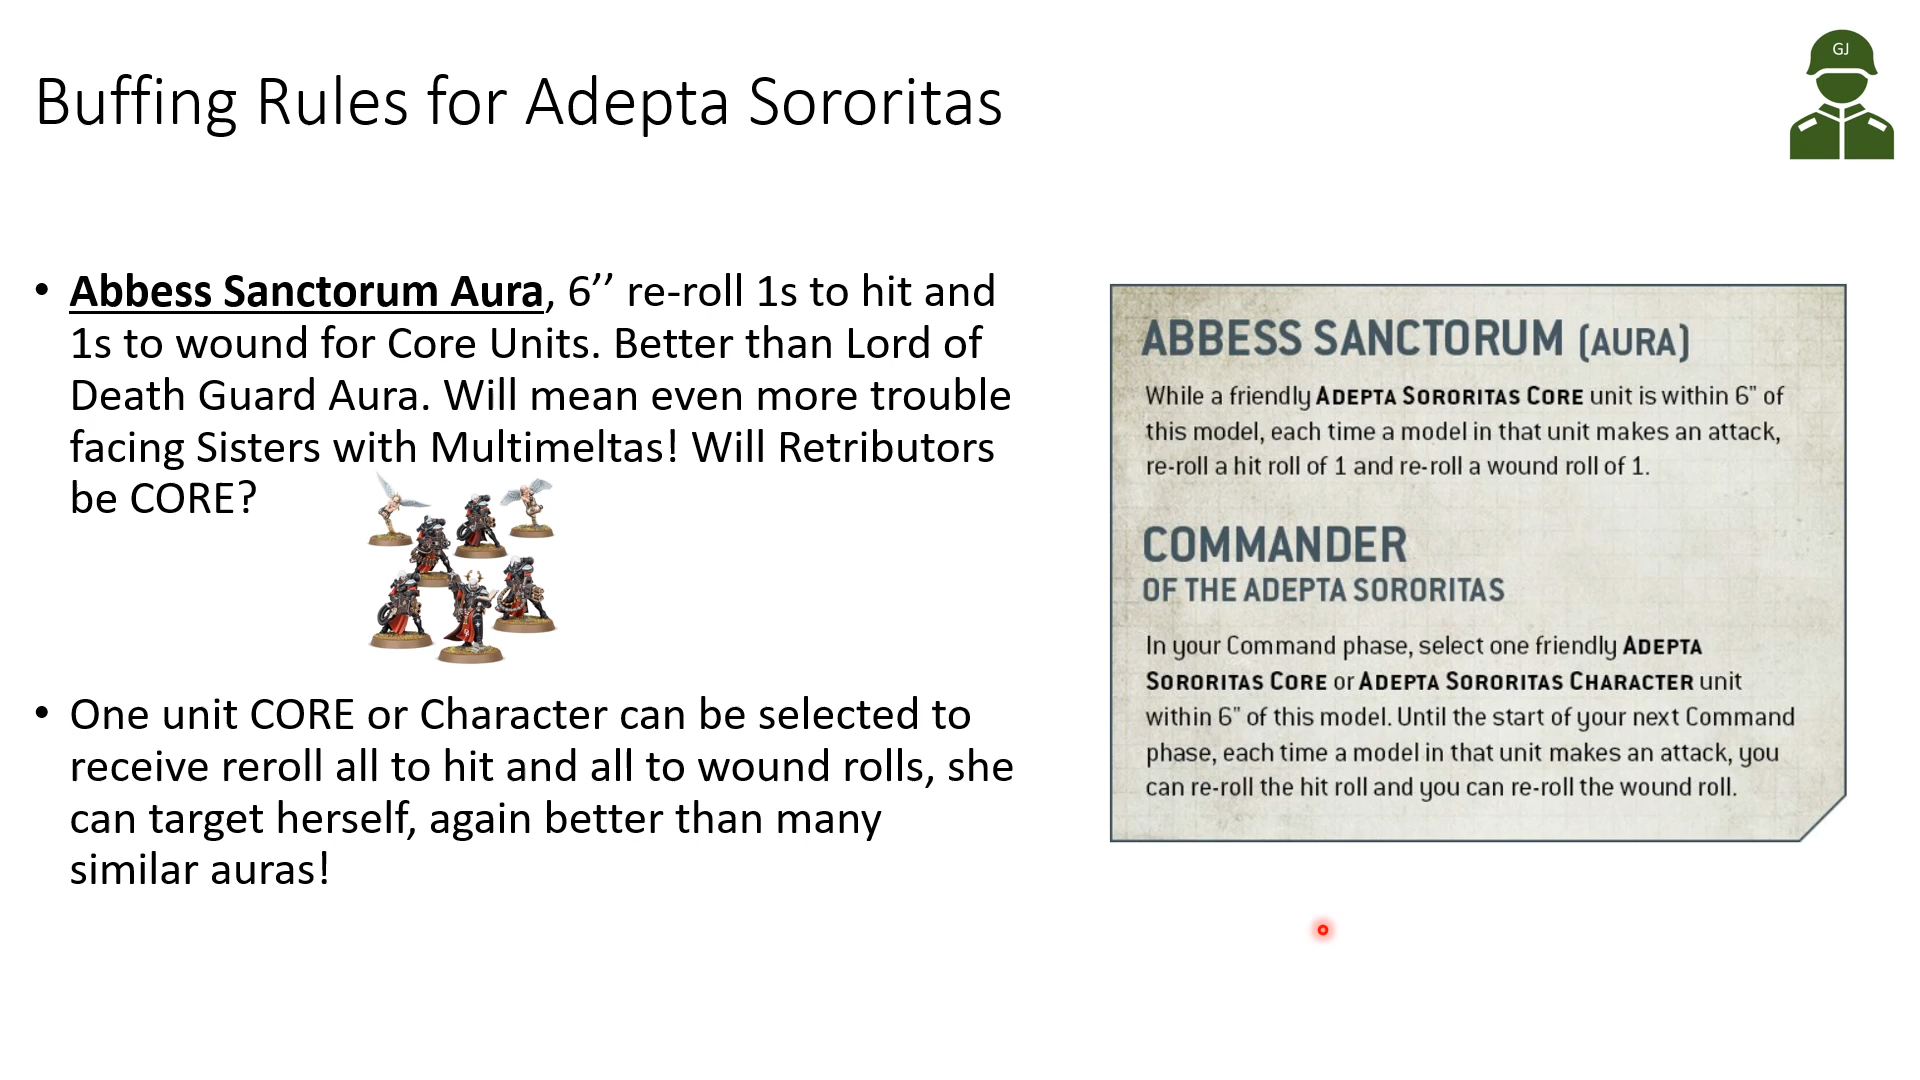 Buffing Rules for Adepta Sororitas
GJ
• Abbess Sanctorum Aura, 6’’ re-roll 1s to hit and
1s to wound for Core Units. Better than Lord of
Death Guard Aura. Will mean even more trouble
facing Sisters with Multimeltas! Will Retributors
be CORE?
• One unit CORE or Character can be selected to
receive reroll all to hit and all to wound rolls, she
can target herself, again better than many
similar auras!
ABBESS SANCTORUM (AURA)
While a friendly ADEPTA SORORITAS CORE unit is within 6" of
this model, each time a model in that unit makes an attack,
re-roll a hit roll of 1 and re-roll a wound roll of 1.
COMMANDER
OF THE ADEPTA SORORITAS
In your Command phase, select one friendly ADEPTA
SORORITAS CORE or ADEPTA SORORITAS CHARACTER unit
within 6" of this model. Until the start of your next Command
phase, each time a model in that unit makes an attack, you
can re-roll the hit roll and you can re-roll the wound roll.